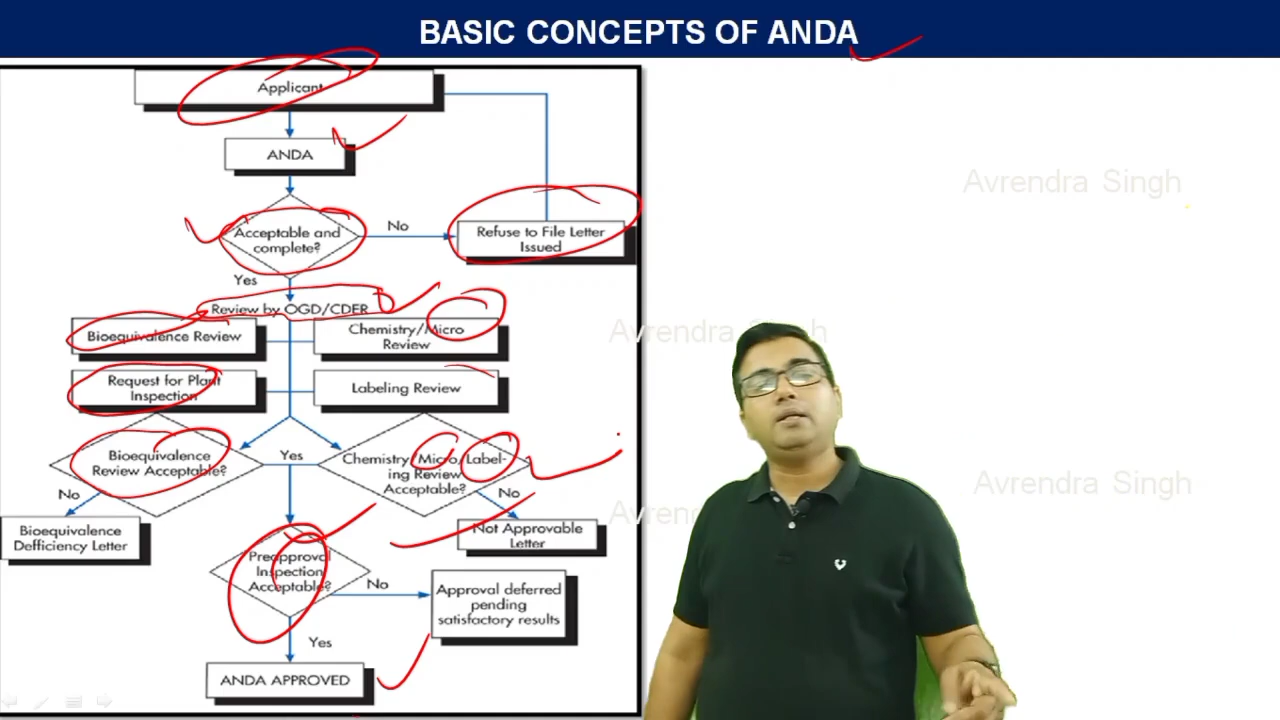 BASIC CONCEPTS OF ANDA
Applicant
ANDA
Acceptable and
complete?
No
Refuse to File Letter
Issued
Yes
Review by OGD/CDER
Bioequivalence Review
Chemistry/Micro
Review
Request for Plant
Inspection
Labeling Review
Bioequivalence
Review Acceptable?
Yes
Chemistry/Micro/Label-
ing Review
Acceptable?
No
No
Bioequivalence
Defficiency Letter
Not Approvable
Letter
Preapproval
Inspection
Acceptable?
No
Approval deferred
pending
satisfactory results
Yes
ANDA APPROVED
Avrendra Singh
Avrendra Singh
Avrendra Singh